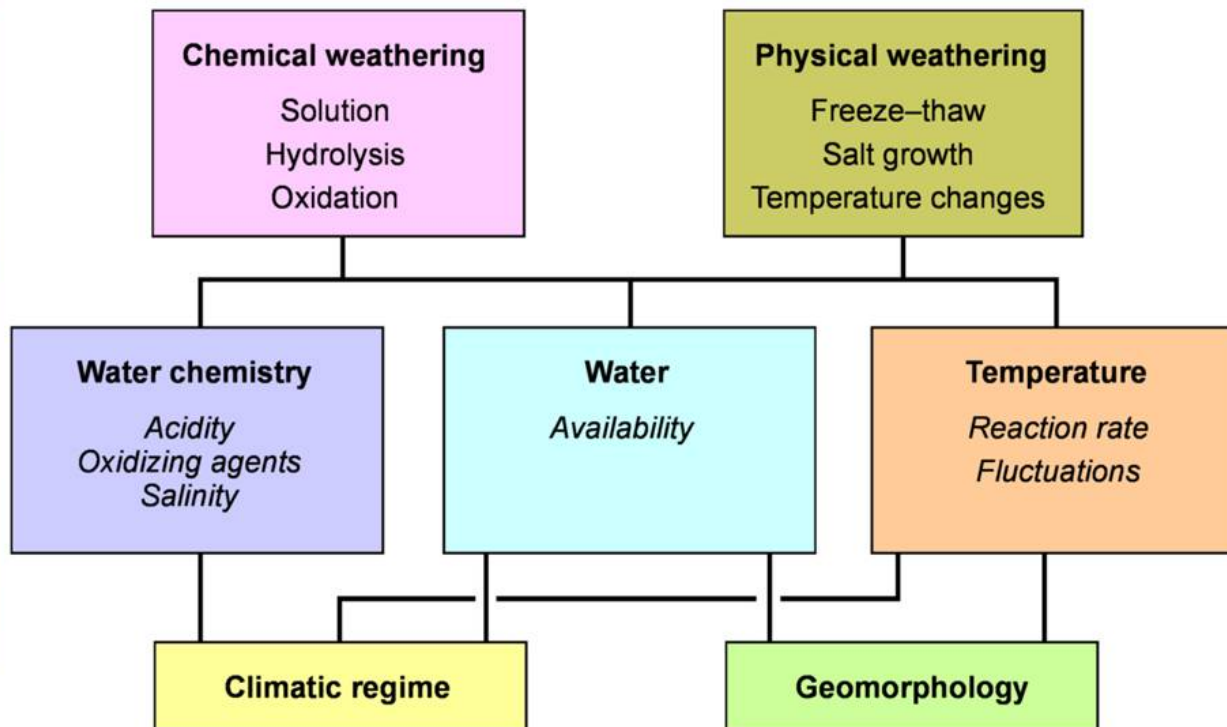 Chemical weathering
Solution
Hydrolysis
Oxidation
Physical weathering
Freeze–thaw
Salt growth
Temperature changes
Water chemistry
Acidity
Oxidizing agents
Salinity
Water
Availability
Temperature
Reaction rate
Fluctuations
Climatic regime
Geomorphology